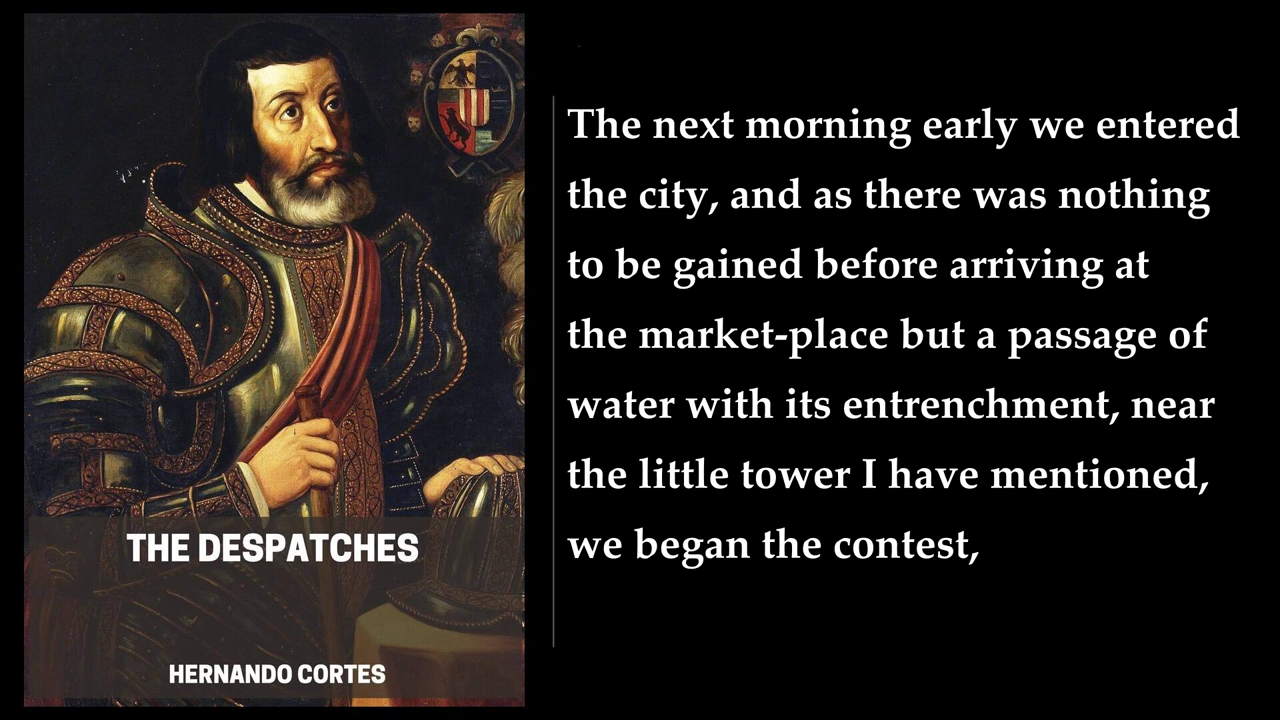 THE DESPATCHES
HERNANDO CORTES
The next morning early we entered
the city, and as there was nothing
to be gained before arriving at
the market-place but a passage of
water with its entrenchment, near
the little tower I have mentioned,
we began the contest,